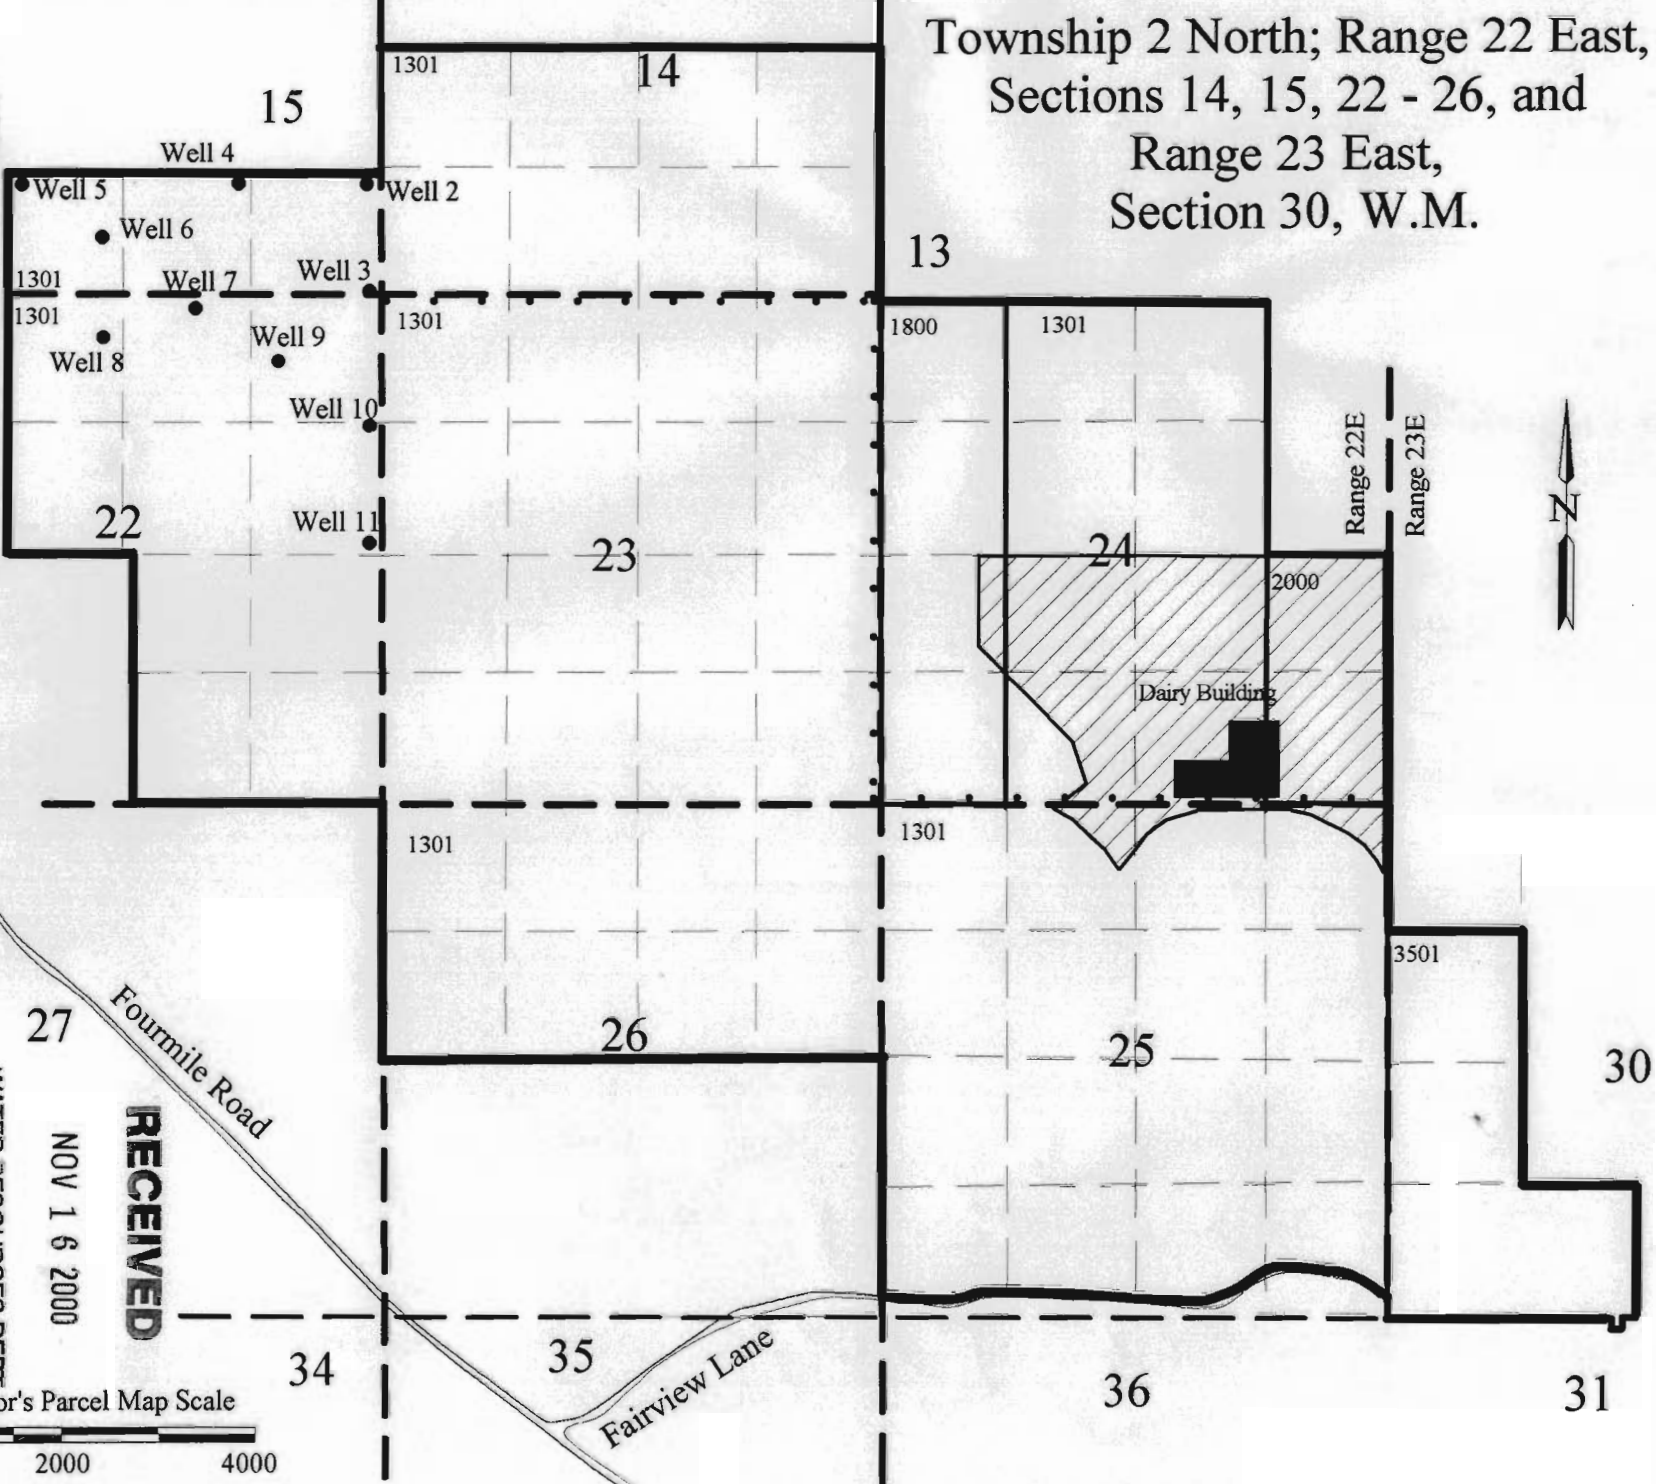 Township 2 North; Range 22 East,
Sections 14, 15, 22 - 26, and
Range 23 East,
Section 30, W.M.
1301
14
15
Well 4
Well 5
Well 2
Well 6
13
Well 3
1301
Well 7
1301
1301
1800
1301
Well 9
Well 8
Well 10
Range 22E
Range 23E
N
22
Well 11
23
24
2000
Dairy Building
1301
1301
3501
27
Fourmile Road
26
25
30
RECEIVED
NOV 16 2000
34
35
Fairview Lane
36
31
or's Parcel Map Scale
2000
4000